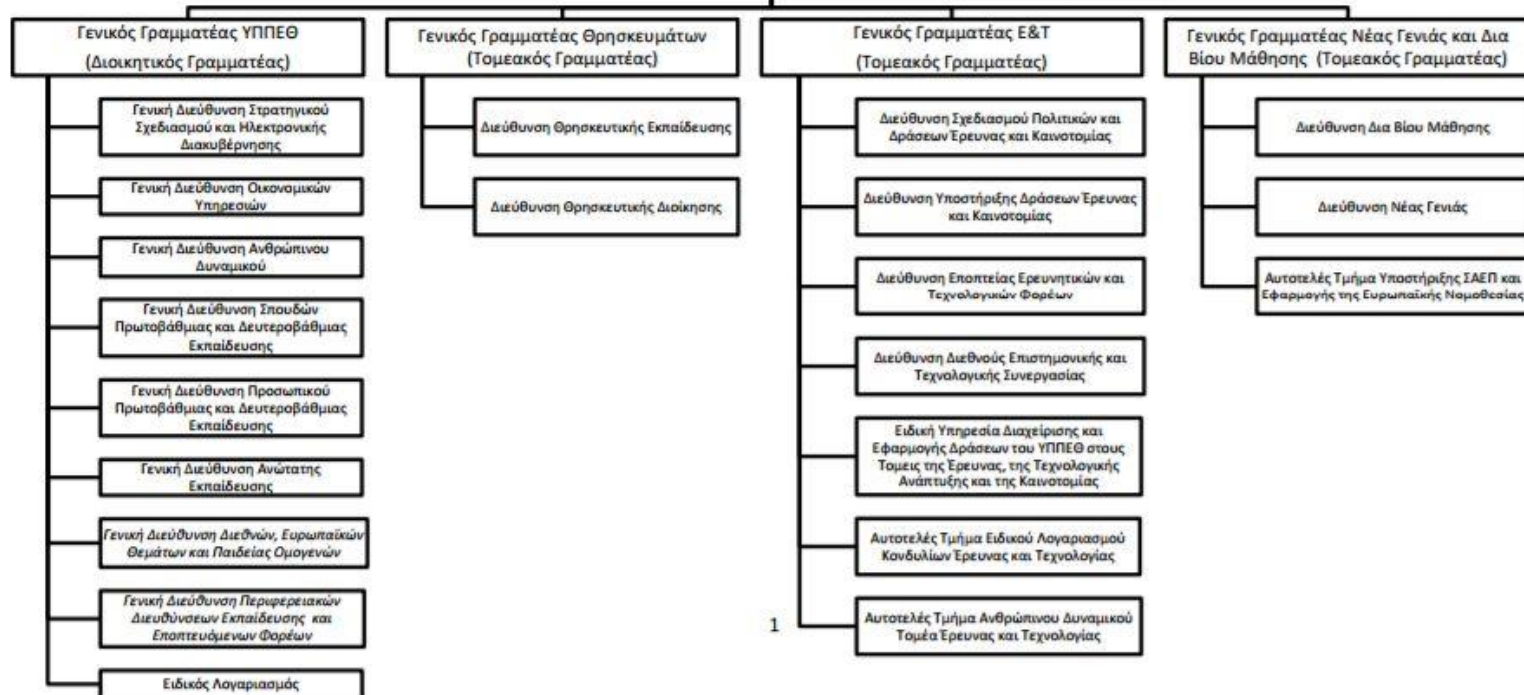 Γενικός Γραμματέας ΥΠΠΕΘ
(Διοικητικός Γραμματέας)
Γενική Διεύθυνση Στρατηγικού
Σχεδιασμού και Ηλεκτρονικής
Διακυβέρνησης
Γενική Διεύθυνση Οικονομικών
Υπηρεσιών
Γενική Διεύθυνση Ανθρώπινου
Δυναμικού
Γενική Διεύθυνση Σπουδών
Πρωτοβάθμιας και Δευτεροβάθμιας
Εκπαίδευσης
Γενική Διεύθυνση Προσωπικού
Πρωτοβάθμιας και Δευτεροβάθμιας
Εκπαίδευσης
Γενική Διεύθυνση Ανώτατης
Εκπαίδευσης
Γενική Διεύθυνση Διεθνών, Ευρωπαϊκών
Θεμάτων και Παιδείας Ομογενών
Γενική Διεύθυνση Περιφερειακών
Διευθύνσεων Εκπαίδευσης και
Εποπτευόμενων Φορέων
Ειδικός Λογαριασμός
Γενικός Γραμματέας Θρησκευμάτων
(Τομεακός Γραμματέας)
Διεύθυνση Θρησκευτικής Εκπαίδευσης
Διεύθυνση Θρησκευτικής Διοίκησης
Γενικός Γραμματέας Ε&Τ
(Τομεακός Γραμματέας)
Διεύθυνση Σχεδιασμού Πολιτικών και
Δράσεων Έρευνας και Καινοτομίας
Διεύθυνση Υποστήριξης Δράσεων Έρευνας
και Καινοτομίας
Διεύθυνση Εποπτείας Ερευνητικών και
Τεχνολογικών Φορέων
Διεύθυνση Διεθνούς Επιστημονικής και
Τεχνολογικής Συνεργασίας
Ειδική Υπηρεσία Διαχείρισης και
Εφαρμογής Δράσεων του ΥΠΠΕΘ στους
Τομεις της Έρευνας, της Τεχνολογικής
Ανάπτυξης και της Καινοτομίας
Αυτοτελές Τμήμα Ειδικού Λογαριασμού
Κονδυλίων Έρευνας και Τεχνολογίας
Αυτοτελές Τμήμα Ανθρώπινου Δυναμικού
Τομέα Έρευνας και Τεχνολογίας
Γενικός Γραμματέας Νέας Γενιάς και Δια
Βίου Μάθησης (Τομεακός Γραμματέας)
Διεύθυνση Δια Βίου Μάθησης
Διεύθυνση Νέας Γενιάς
Αυτοτελές Τμήμα Υποστήριξης ΣΑΕΠ και
Εφαρμογής της Ευρωπαϊκής Νομοθεσίας
1